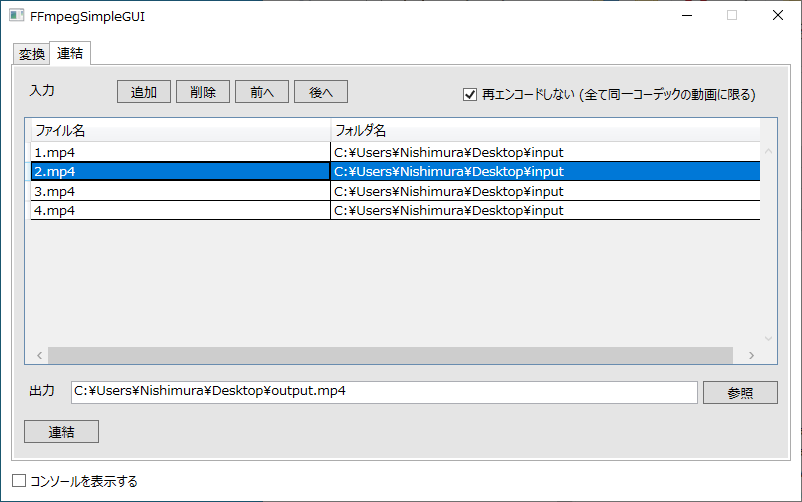 FFmpegSimpleGUI
変換 連結
入力 追加 削除 前へ 後へ 再エンコードしない (全て同一コーデックの動画に限る)
ファイル名 フォルダ名
1.mp4 C:¥Users¥Nishimura¥Desktop¥input
2.mp4 C:¥Users¥Nishimura¥Desktop¥input
3.mp4 C:¥Users¥Nishimura¥Desktop¥input
4.mp4 C:¥Users¥Nishimura¥Desktop¥input
出力 C:¥Users¥Nishimura¥Desktop¥output.mp4 参照
連結
コンソールを表示する